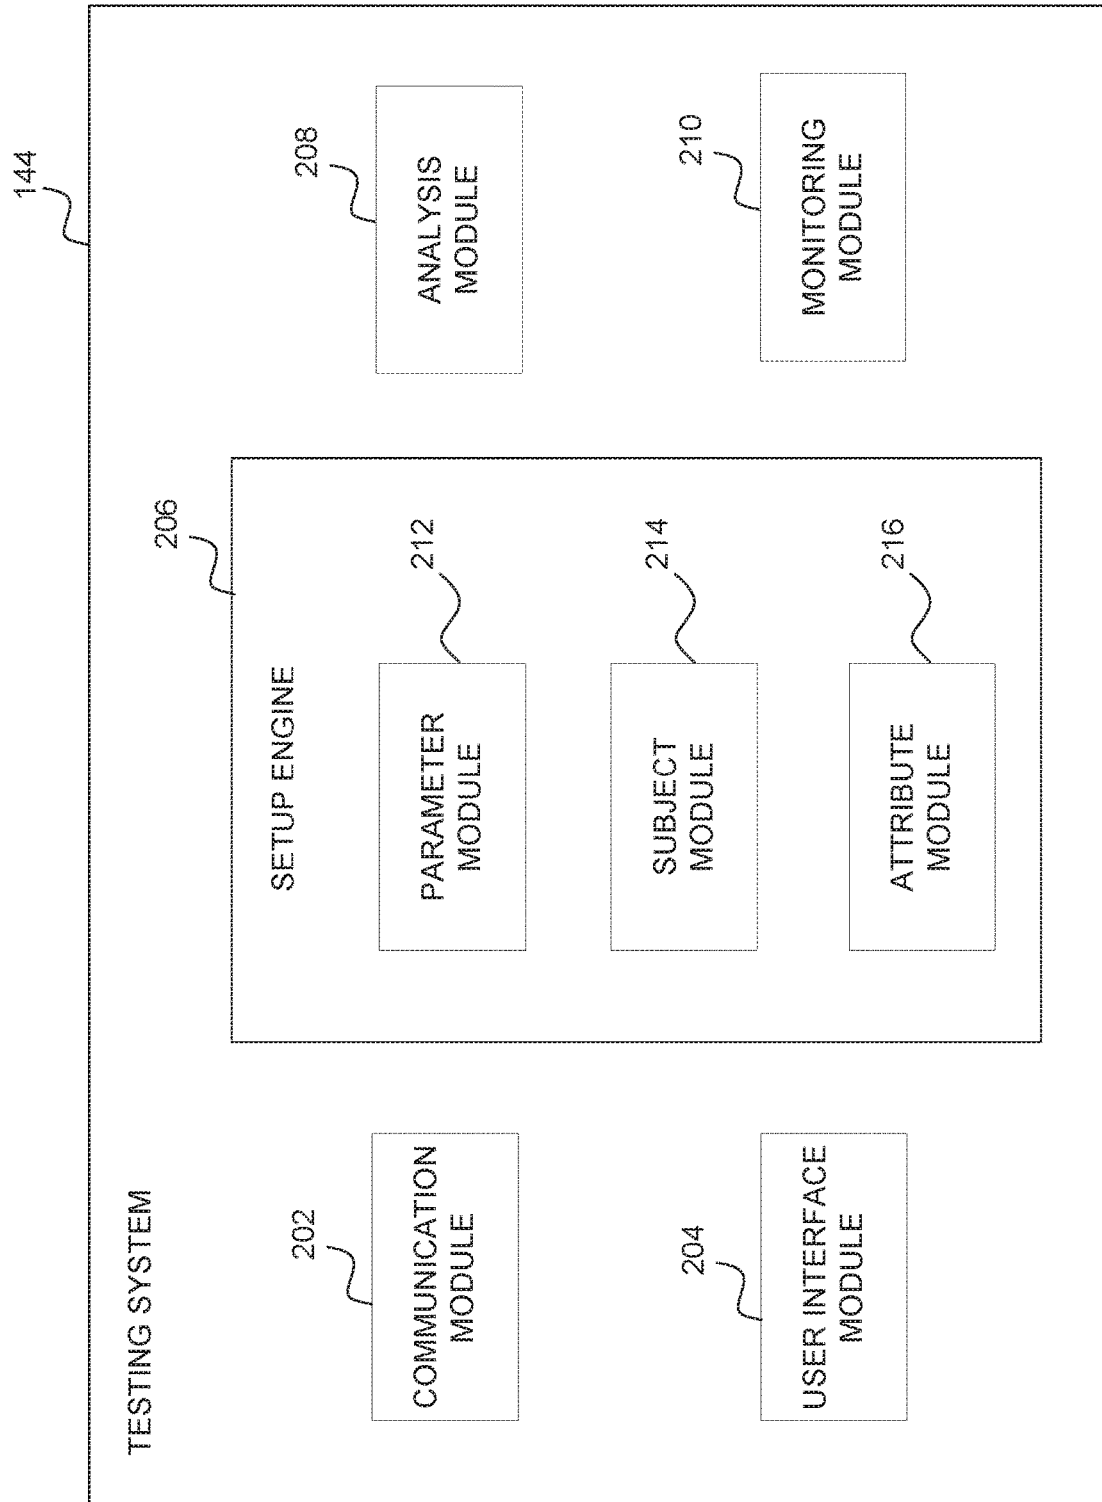 144
TESTING SYSTEM
206
SETUP ENGINE
202
COMMUNICATION
MODULE
212
PARAMETER
MODULE
208
ANALYSIS
MODULE
214
SUBJECT
MODULE
204
USER INTERFACE
MODULE
216
ATTRIBUTE
MODULE
210
MONITORING
MODULE